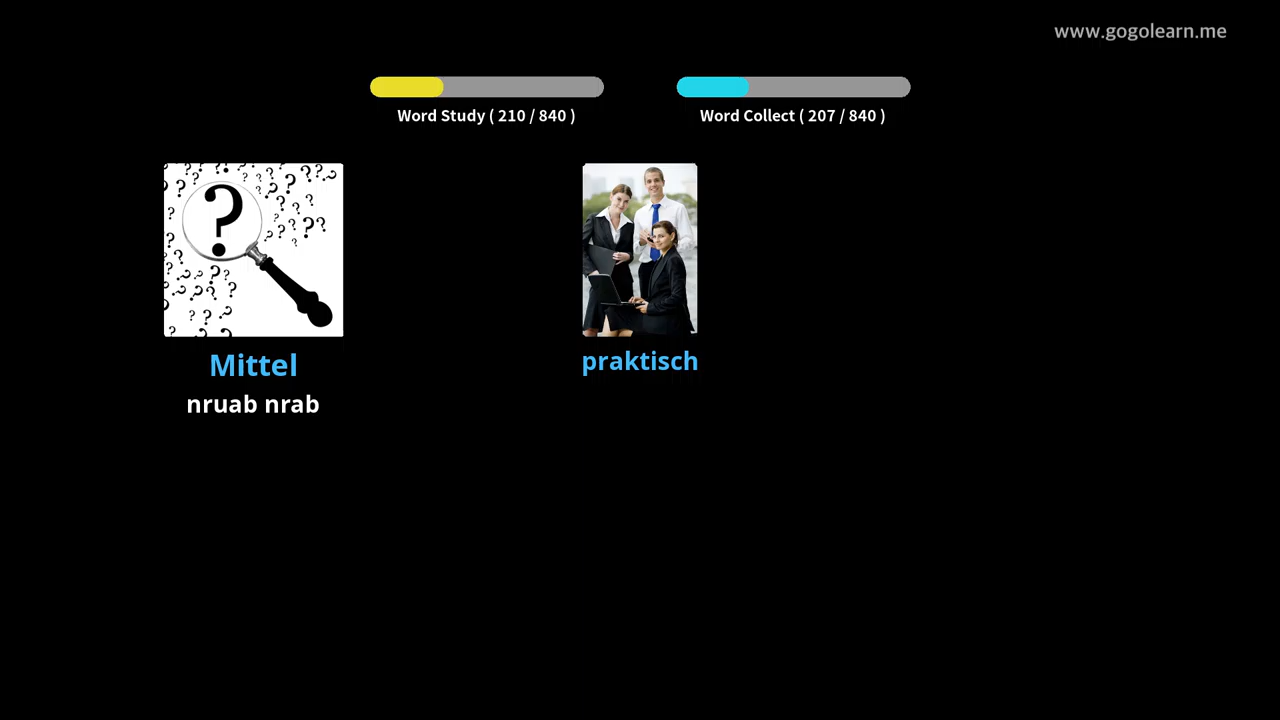 www.gogolearn.me
Word Study ( 210 / 840 )
Word Collect ( 207 / 840 )
Mittel
nruab nrab
praktisch